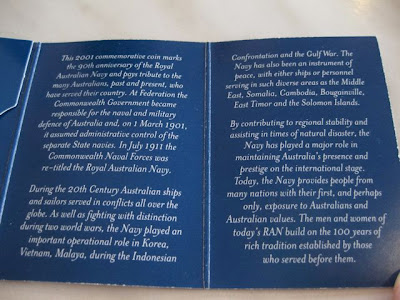 This 2001 commemorative coin marks
the 90th anniversary of the Royal
Australian Navy and pays tribute to the
many Australians, past and present, who
have served their country. At Federation the
Commonwealth Government became
responsible for the naval and military
defence of Australia and, on 1 March 1901,
it assumed administrative control of the
separate State navies. In July 1911 the
Commonwealth Naval Forces was
re-titled the Royal Australian Navy.
During the 20th Century Australian ships
and sailors served in conflicts all over the
globe. As well as fighting with distinction
during two world wars, the Navy played an
important operational role in Korea,
Vietnam, Malaya, during the Indonesian
Confrontation and the Gulf War. The
Navy has also been an instrument of
peace, with either ships or personnel
serving in such diverse areas as the Middle
East, Somalia, Cambodia, Bougainville,
East Timor and the Solomon Islands.
By contributing to regional stability and
assisting in times of natural disaster, the
Navy has played a major role in
maintaining Australia's presence and
prestige on the international stage.
Today, the Navy provides people from
many nations with their first, and perhaps
only, exposure to Australians and
Australian values. The men and women of
today's RAN build on the 100 years of
rich tradition established by those
who served before them.